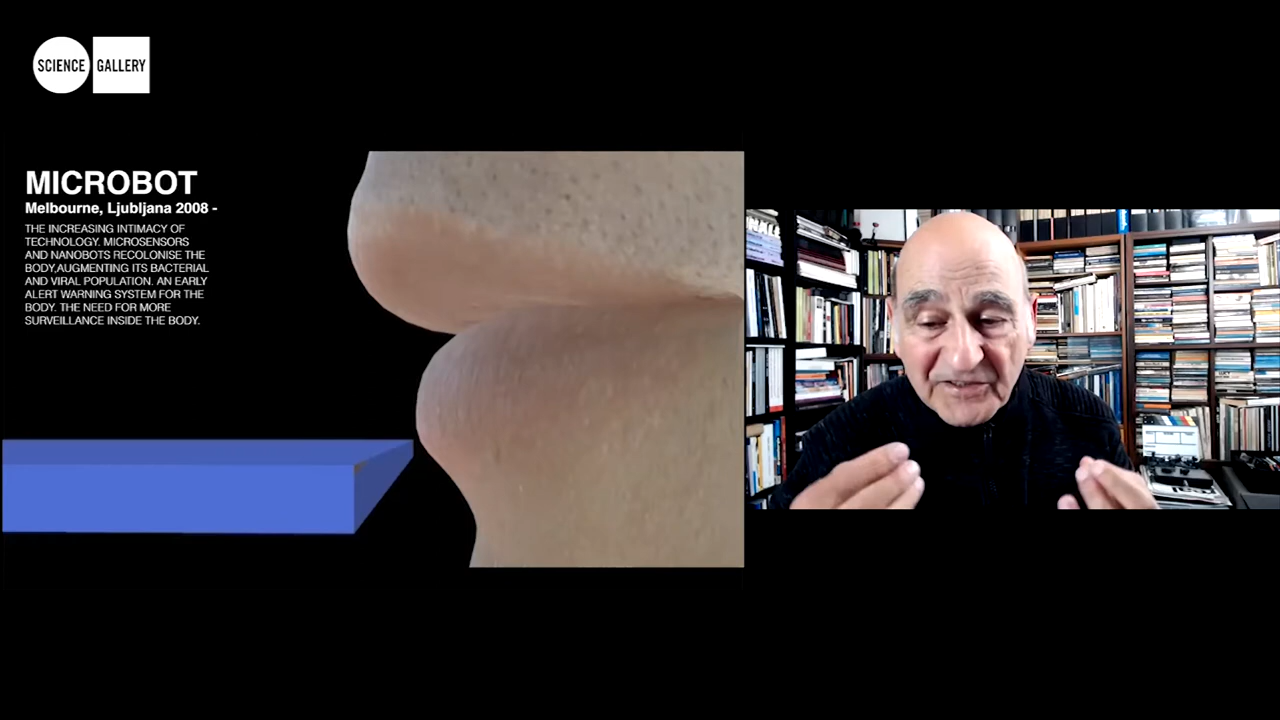 SCIENCE GALLERY
MICROBOT
Melbourne, Ljubljana 2008 -
THE INCREASING INTIMACY OF
TECHNOLOGY. MICROSENSORS
AND NANOBOTS RECOLONISE THE
BODY,AUGMENTING ITS BACTERIAL
AND VIRAL POPULATION. AN EARLY
ALERT WARNING SYSTEM FOR THE
BODY. THE NEED FOR MORE
SURVEILLANCE INSIDE THE BODY.